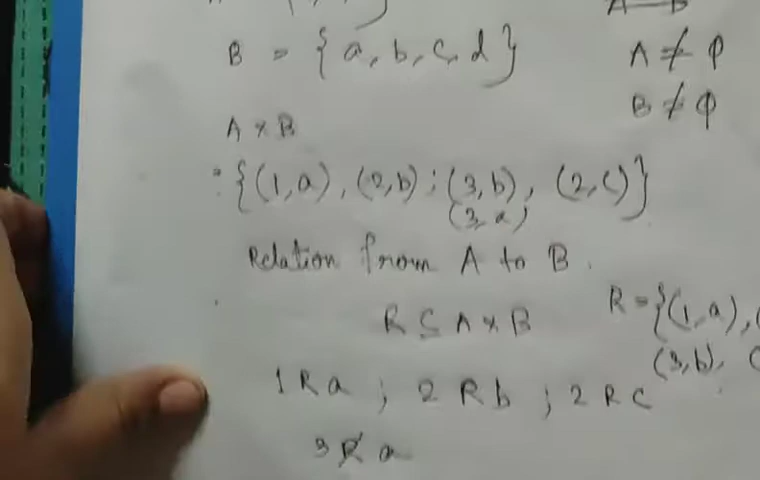 B = {a, b, c, d}
A ≠ φ
B ≠ φ
A × B
= {(1, a), (2, b); (3, b), (2, c)}
(3, a)
Relation from A to B.
R ⊆ A × B
R = {(1, a),
(3, b),
1 R a ; 2 R b ; 2 R c
3 R̸ a